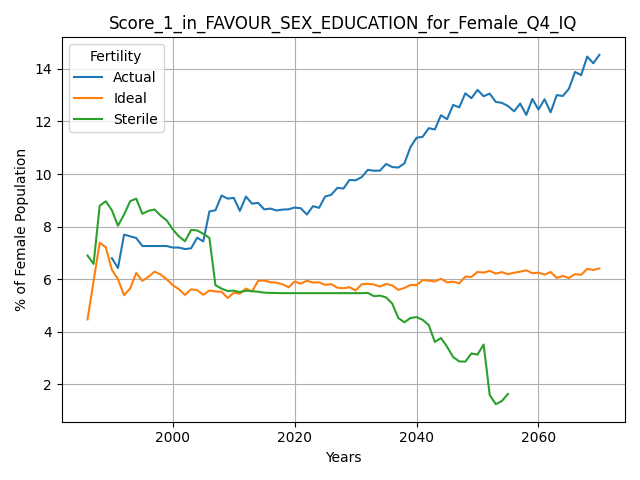 Score_1_in_FAVOUR_SEX_EDUCATION_for_Female_Q4_IQ
Fertility
Actual
Ideal
Sterile
% of Female Population
14
12
10
8
6
4
2
2000 2020 2040 2060
Years